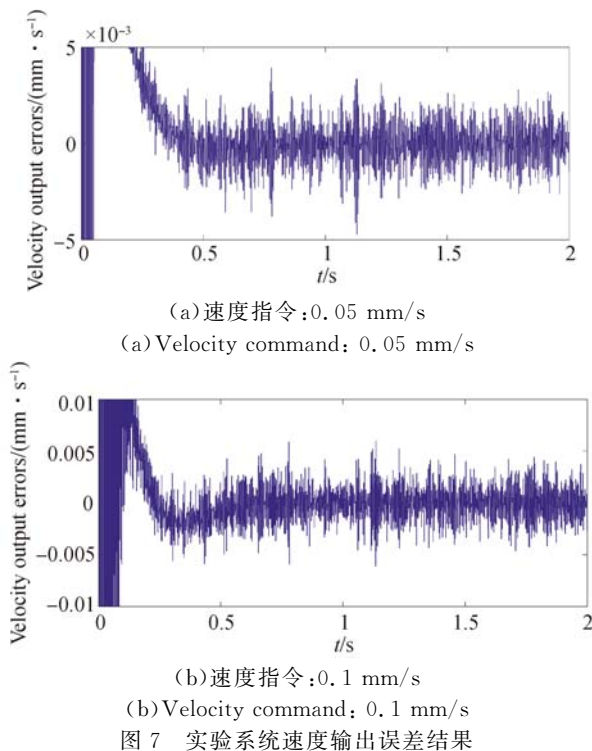 ×10⁻³
5
0
−5
0 0.5 1 1.5 2
t/s
Velocity output errors/(mm·s⁻¹)
(a)速度指令:0.05 mm/s
(a)Velocity command: 0.05 mm/s
0.01
0.005
0
−0.005
−0.01
0 0.5 1 1.5 2
t/s
Velocity output errors/(mm·s⁻¹)
(b)速度指令:0.1 mm/s
(b)Velocity command: 0.1 mm/s
图 7 实验系统速度输出误差结果